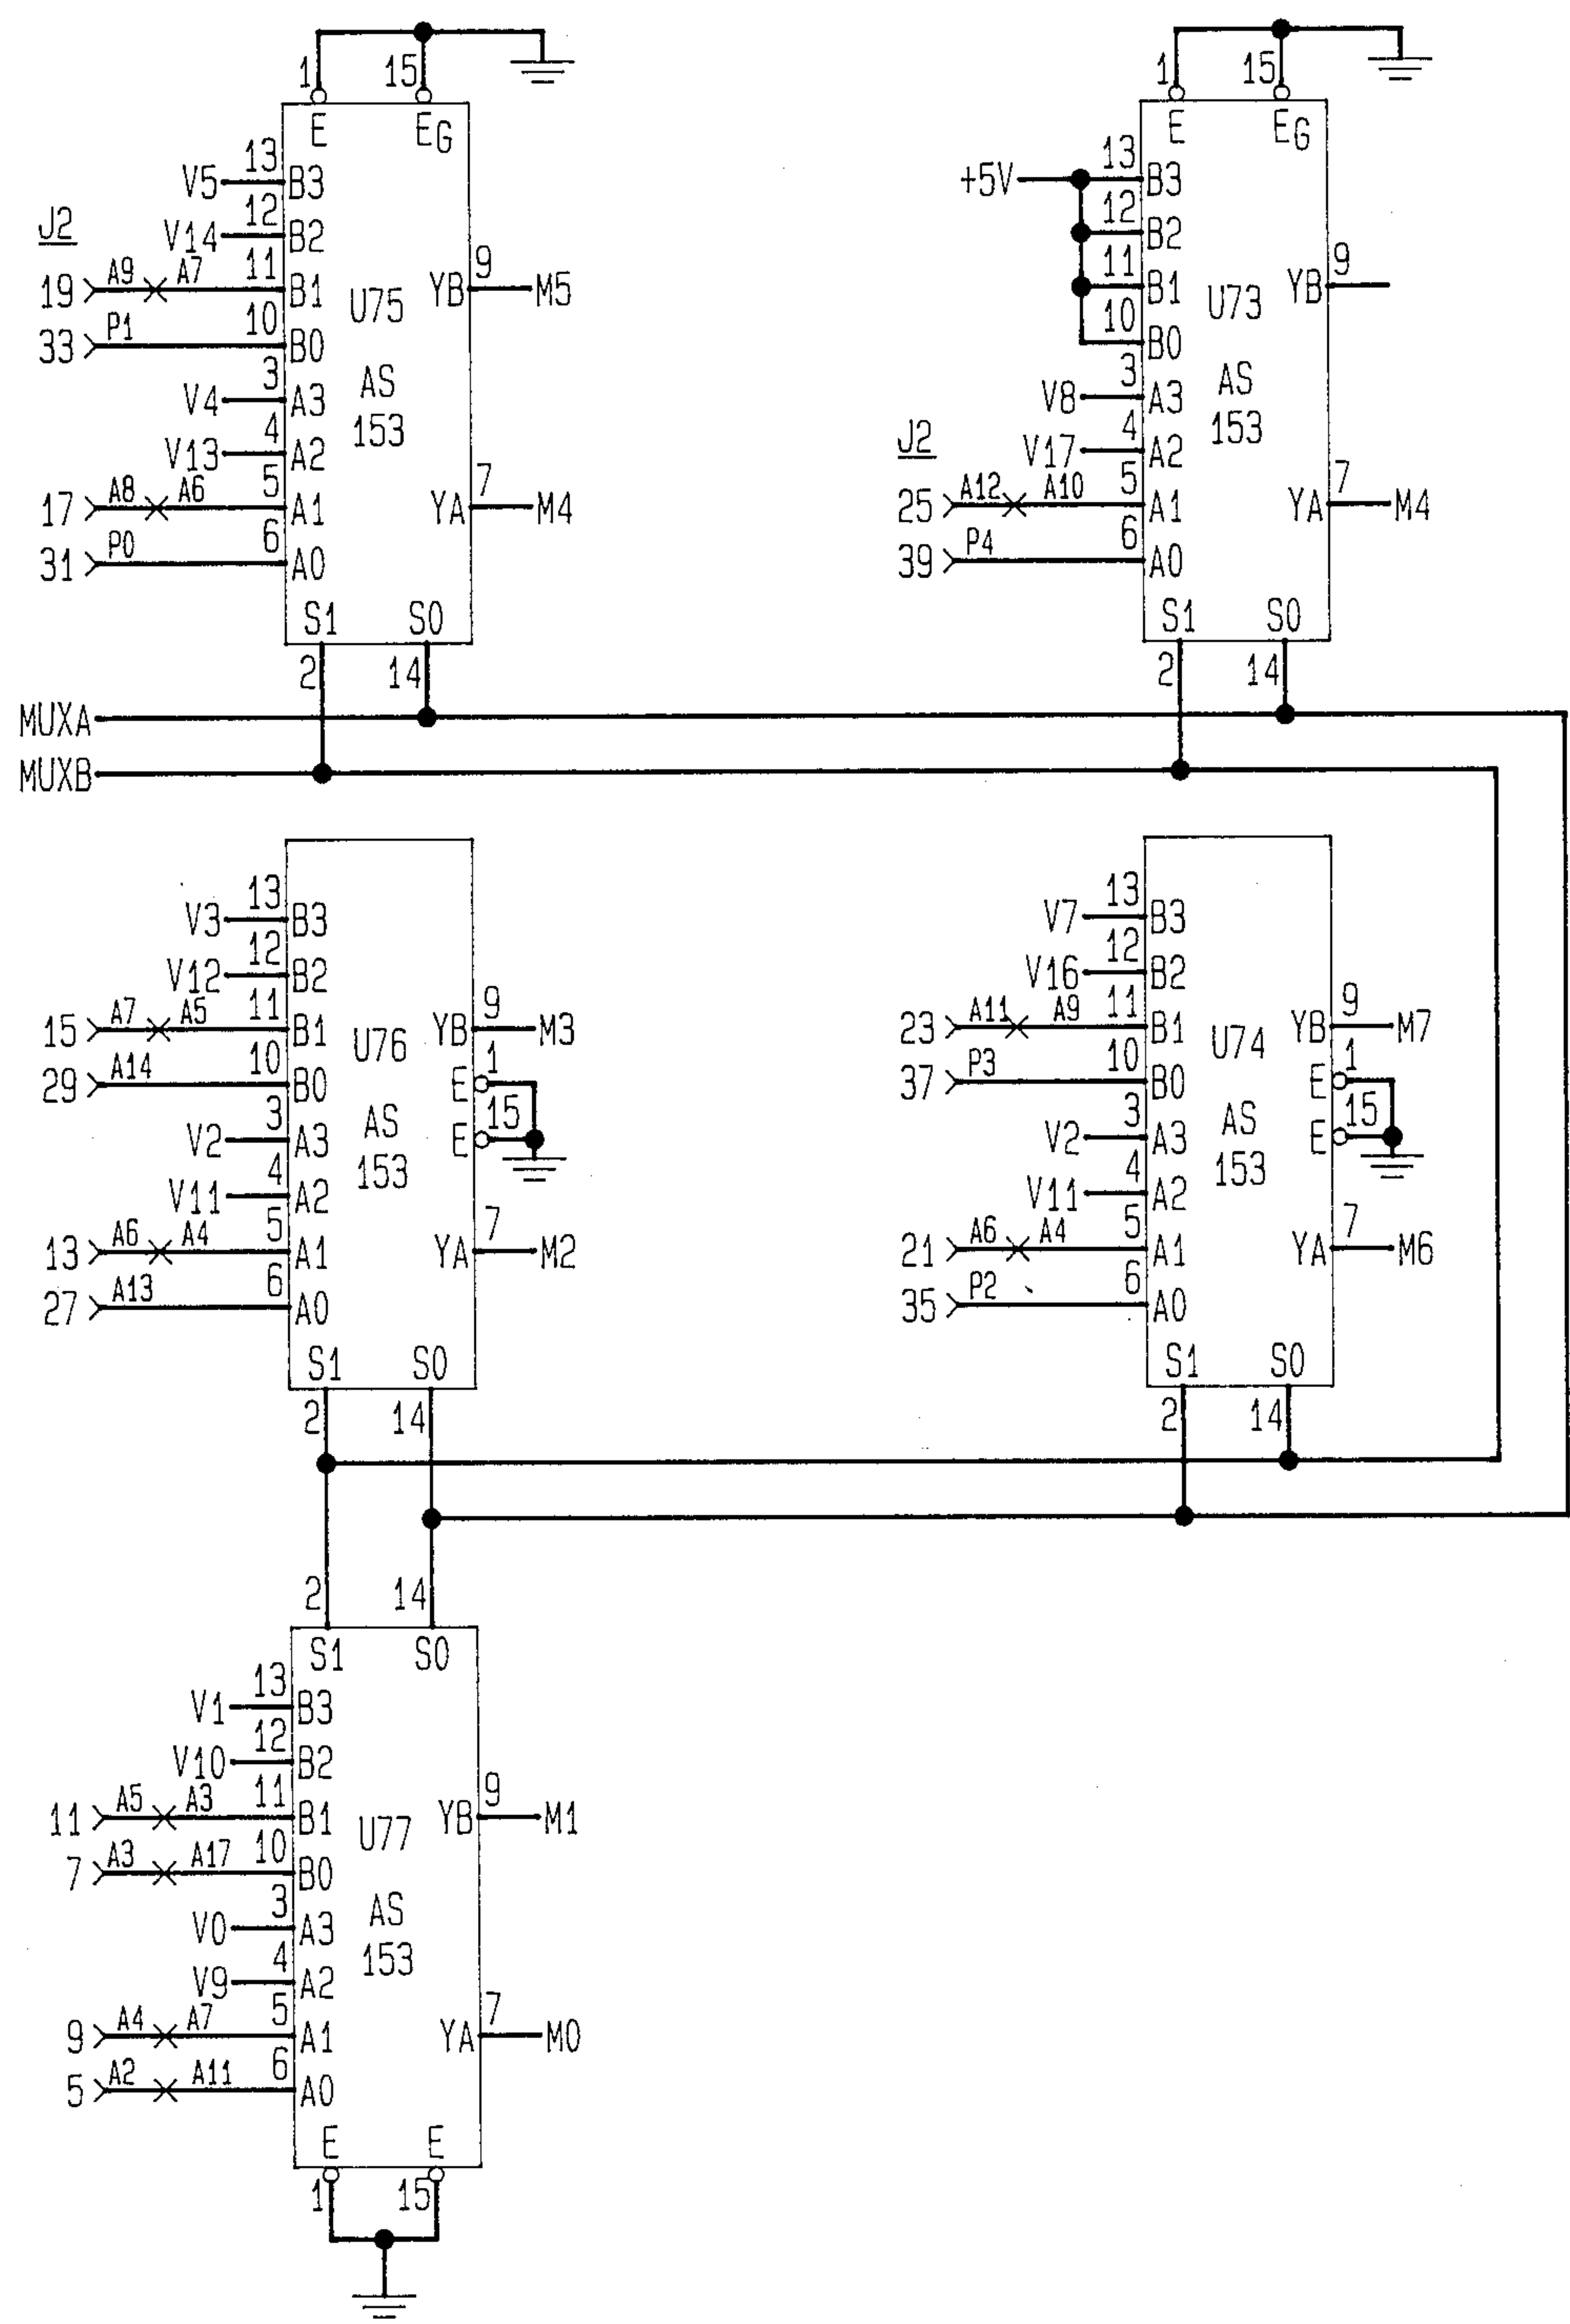 1 15
E EG
V5 13 B3
V14 12 B2
J2
19 A9 A7 11 B1
33 P1 10 B0
V4 3 A3
V13 4 A2
17 A8 A6 5 A1
31 P0 6 A0
U75
AS
153
YB 9 M5
YA 7 M4
S1 S0
2 14
1 15
E EG
+5V 13 B3
12 B2
11 B1
10 B0
V8 3 A3
V17 4 A2
J2
25 A12 A10 5 A1
39 P4 6 A0
U73
AS
153
YB 9
YA 7 M4
S1 S0
2 14
MUXA
MUXB
V3 13 B3
V12 12 B2
15 A7 A5 11 B1
29 A14 10 B0
V2 3 A3
V11 4 A2
13 A6 A4 5 A1
27 A13 6 A0
U76
AS
153
YB 9 M3
E 1
E 15
YA 7 M2
S1 S0
2 14
V7 13 B3
V16 12 B2
23 A11 A9 11 B1
37 P3 10 B0
V2 3 A3
V11 4 A2
21 A6 A4 5 A1
35 P2 6 A0
U74
AS
153
YB 9 M7
E 1
E 15
YA 7 M6
S1 S0
2 14
2 14
S1 S0
V1 13 B3
V10 12 B2
11 A5 A3 11 B1
7 A3 A17 10 B0
V0 3 A3
V9 4 A2
9 A4 A7 5 A1
5 A2 A11 6 A0
U77
AS
153
YB 9 M1
YA 7 M0
E E
1 15